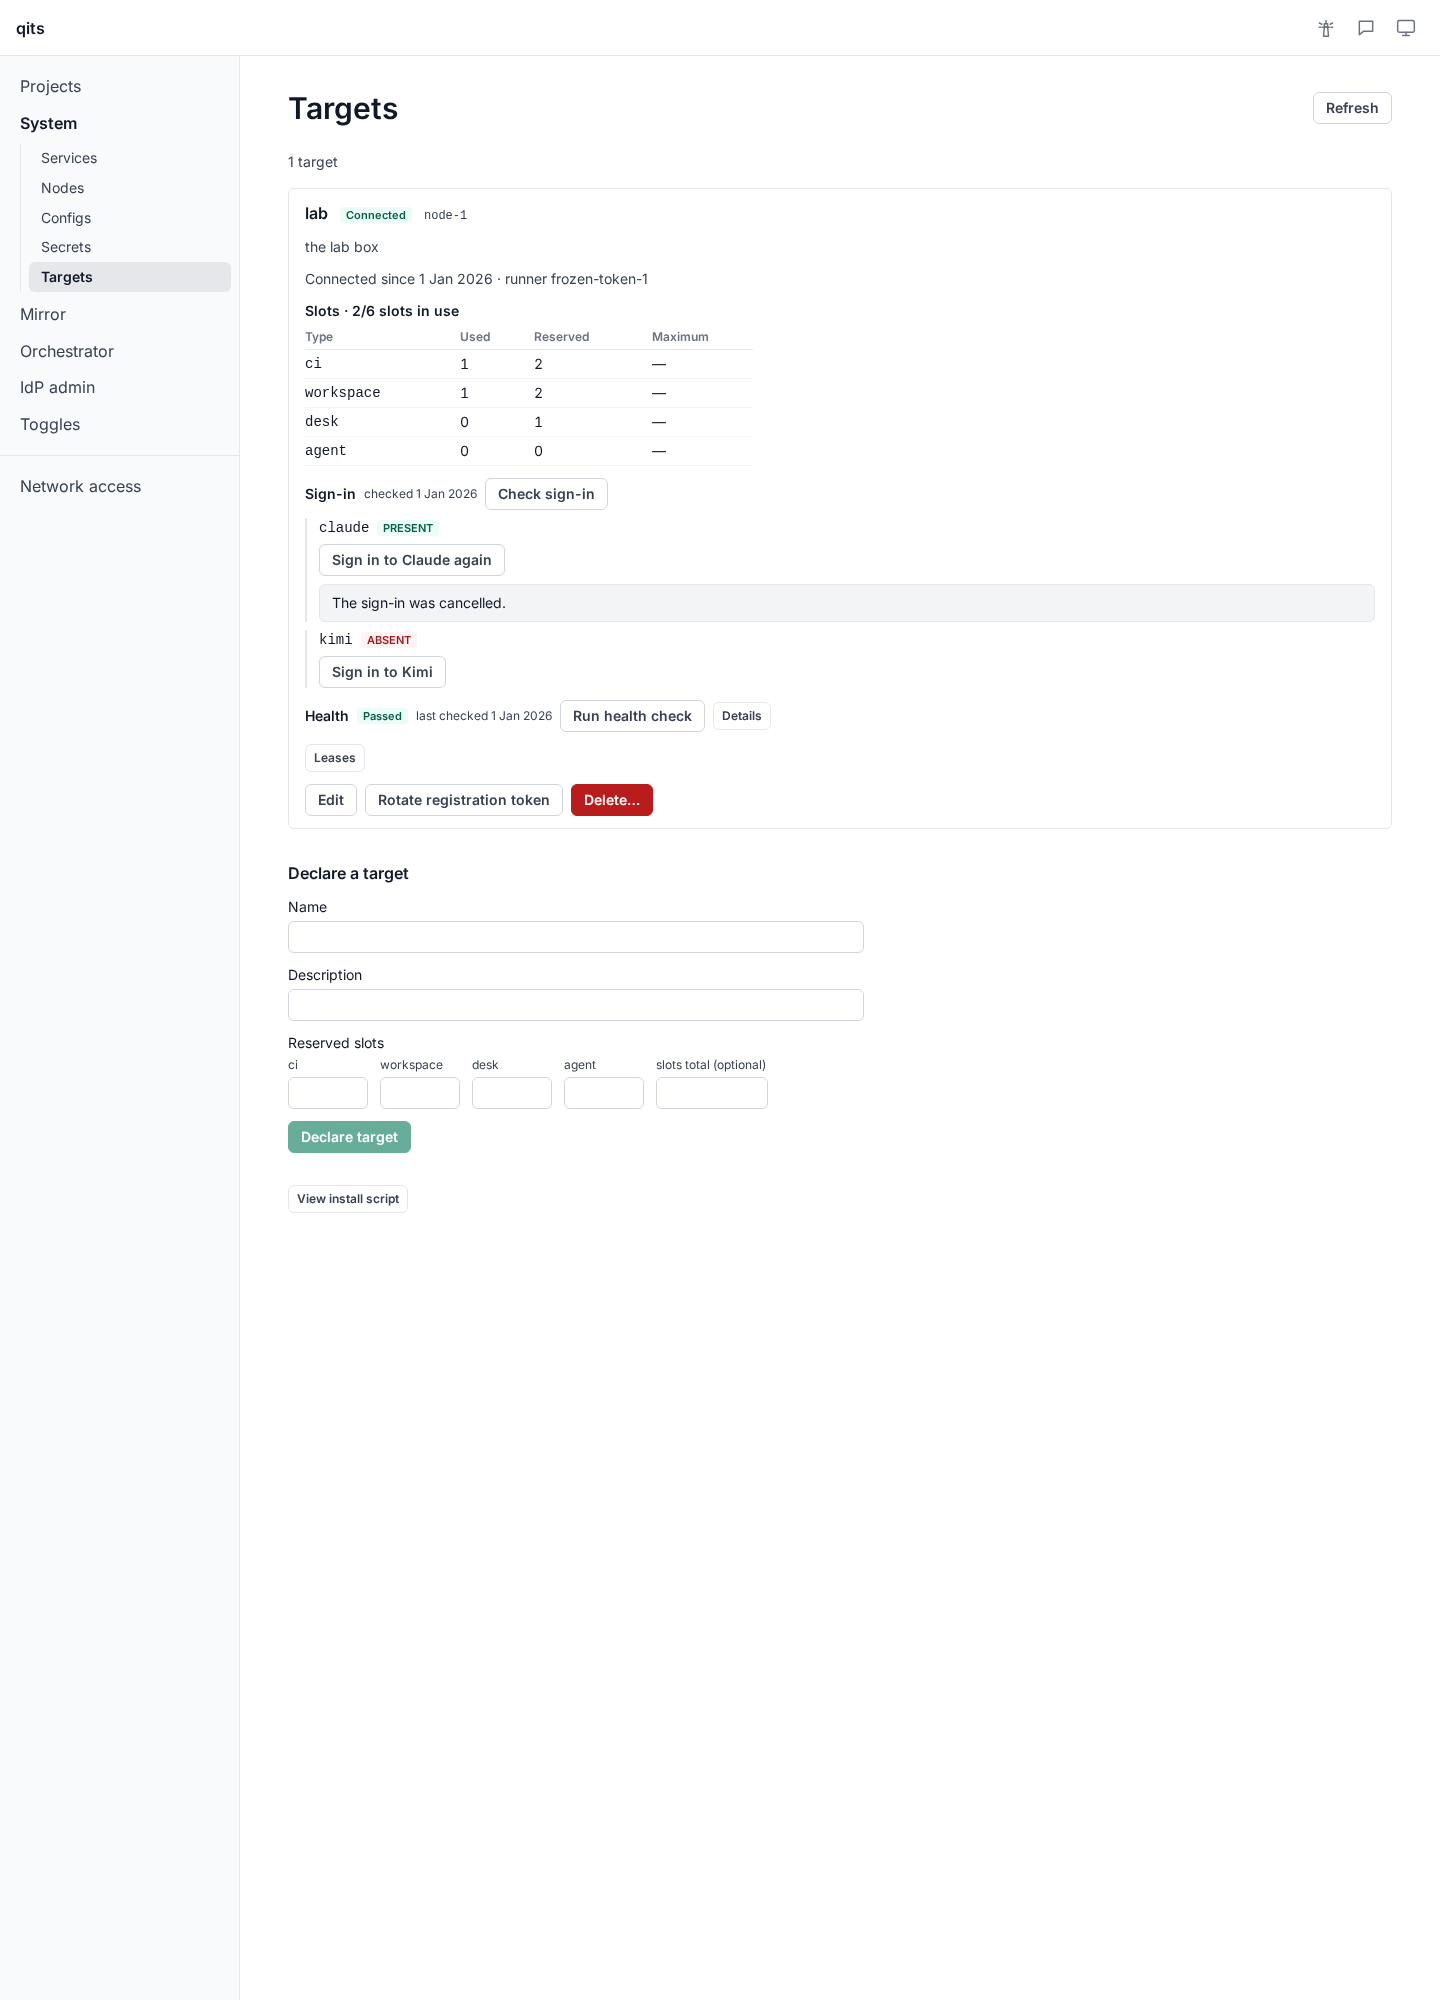 qits
Projects
System
Services
Nodes
Configs
Secrets
Targets
Mirror
Orchestrator
IdP admin
Toggles
Network access
Targets
Refresh
1 target
lab Connected node-1
the lab box
Connected since 1 Jan 2026 · runner frozen-token-1
Slots · 2/6 slots in use
Type Used Reserved Maximum
ci 1 2 —
workspace 1 2 —
desk 0 1 —
agent 0 0 —
Sign-in checked 1 Jan 2026 Check sign-in
claude PRESENT
Sign in to Claude again
The sign-in was cancelled.
kimi ABSENT
Sign in to Kimi
Health Passed last checked 1 Jan 2026 Run health check Details
Leases
Edit Rotate registration token Delete...
Declare a target
Name
Description
Reserved slots
ci workspace desk agent slots total (optional)
Declare target
View install script